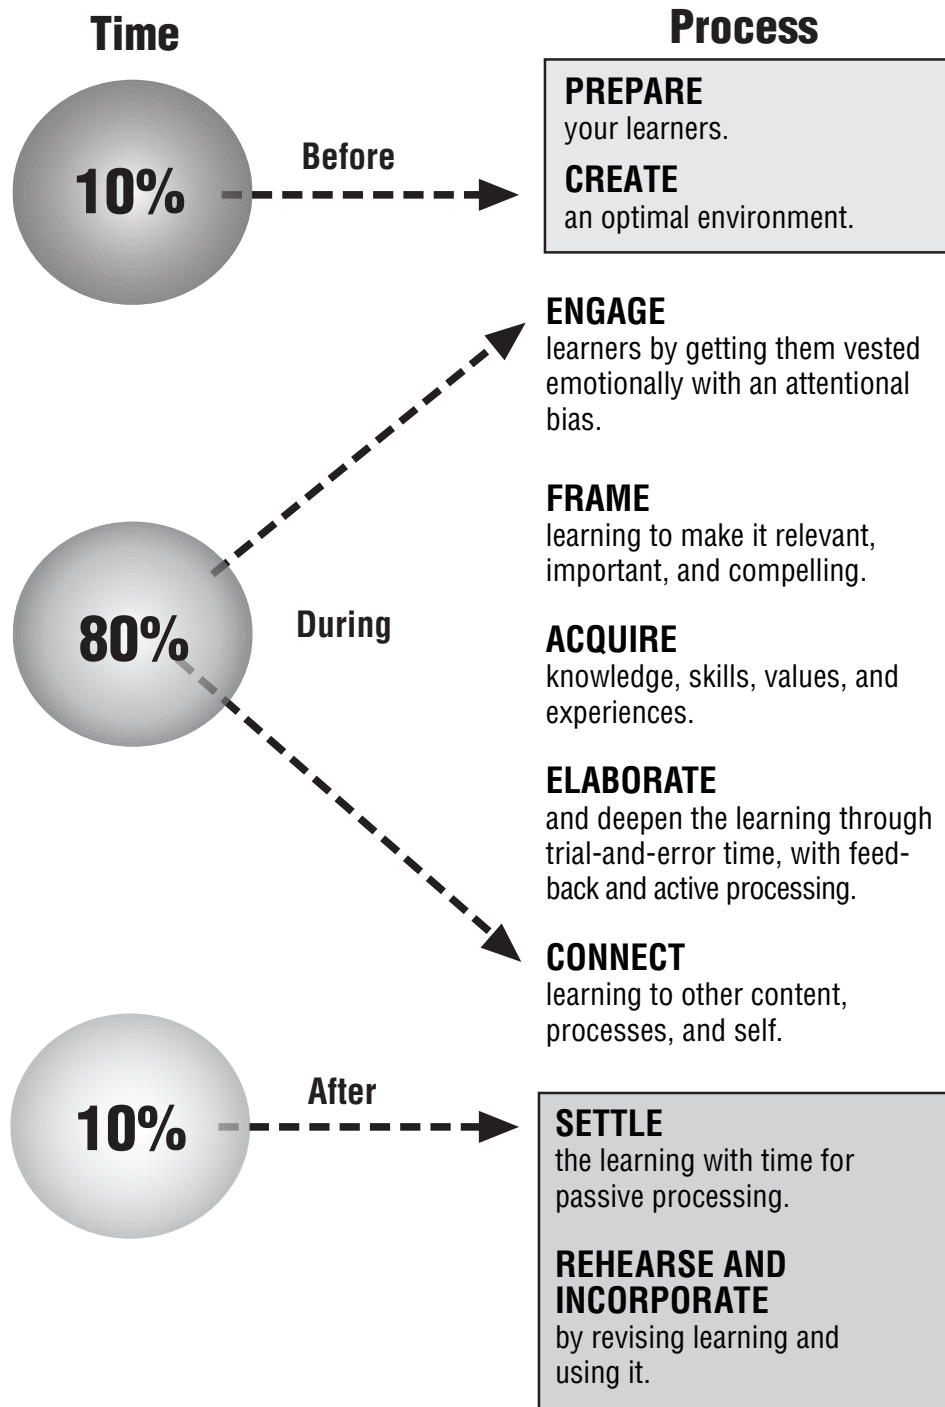 Time
Process
10%
Before
PREPARE
your learners.
CREATE
an optimal environment.
80%
During
ENGAGE
learners by getting them vested
emotionally with an attentional
bias.
FRAME
learning to make it relevant,
important, and compelling.
ACQUIRE
knowledge, skills, values, and
experiences.
ELABORATE
and deepen the learning through
trial-and-error time, with feed-
back and active processing.
CONNECT
learning to other content,
processes, and self.
10%
After
SETTLE
the learning with time for
passive processing.
REHEARSE AND
INCORPORATE
by revising learning and
using it.